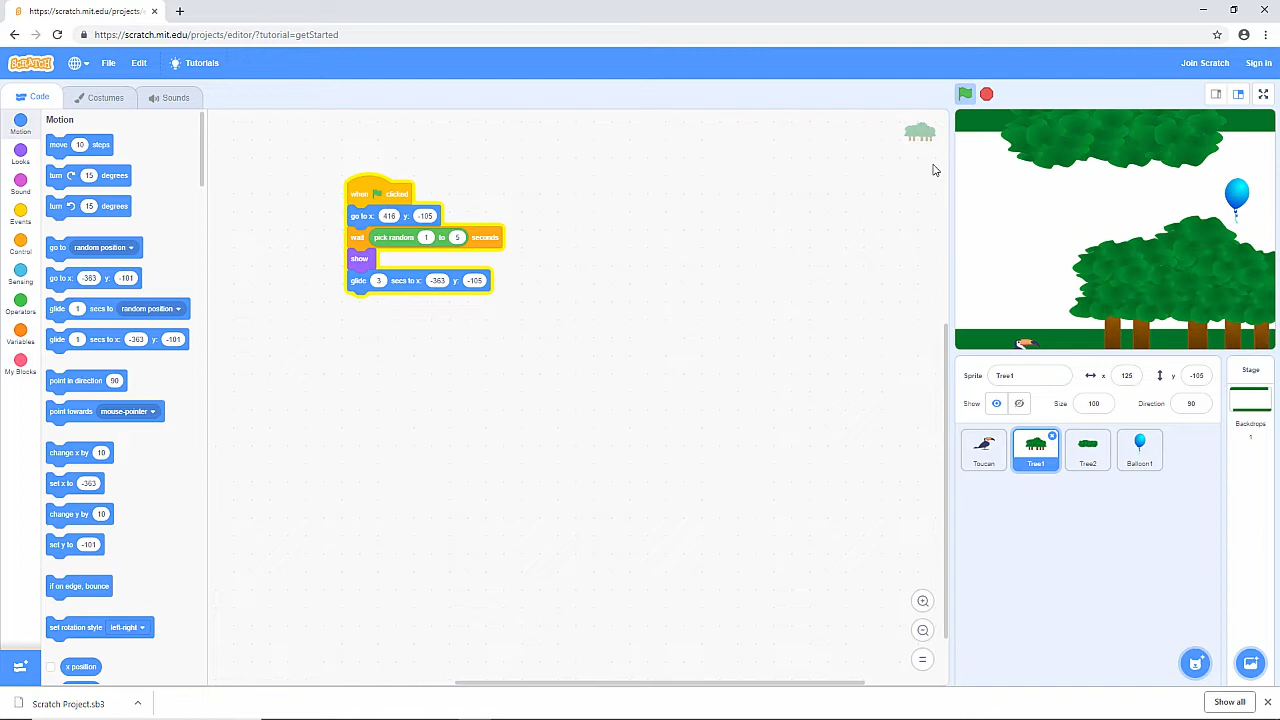 https://scratch.mit.edu/projects/
https://scratch.mit.edu/projects/editor/?tutorial=getStarted
SCRATCH File Edit Tutorials Join Scratch Sign in
Code Costumes Sounds
Motion
Motion
move 10 steps
Looks
turn 15 degrees
Sound
when clicked
turn 15 degrees
Events
go to x: 416 y: -105
wait pick random 1 to 5 seconds
Control
go to random position
show
Sensing
go to x: -363 y: -101
glide 3 secs to x: -363 y: -105
Operators
glide 1 secs to random position
Variables
glide 1 secs to x: -363 y: -101
My Blocks
point in direction 90
point towards mouse-pointer
change x by 10
set x to -363
change y by 10
set y to -101
if on edge, bounce
set rotation style left-right
x position
Sprite Tree1 x 125 y -105
Show Size 100 Direction 90
Toucan Tree1 Tree2 Balloon1
Stage
Backdrops
1
Scratch Project.sb3 Show all